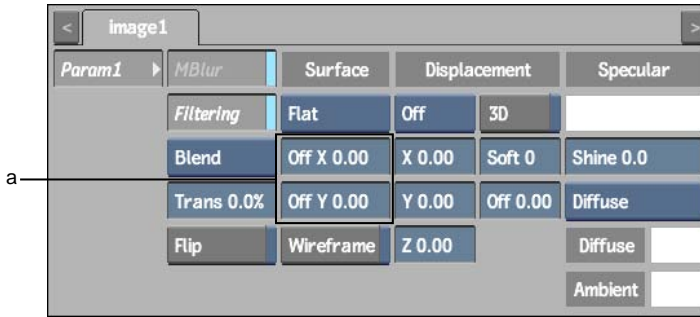 < image1 >
Param1 MBlur Surface Displacement Specular
Filtering Flat Off 3D
Blend Off X 0.00 X 0.00 Soft 0 Shine 0.0
a Trans 0.0% Off Y 0.00 Y 0.00 Off 0.00 Diffuse
Flip Wireframe Z 0.00 Diffuse
Ambient